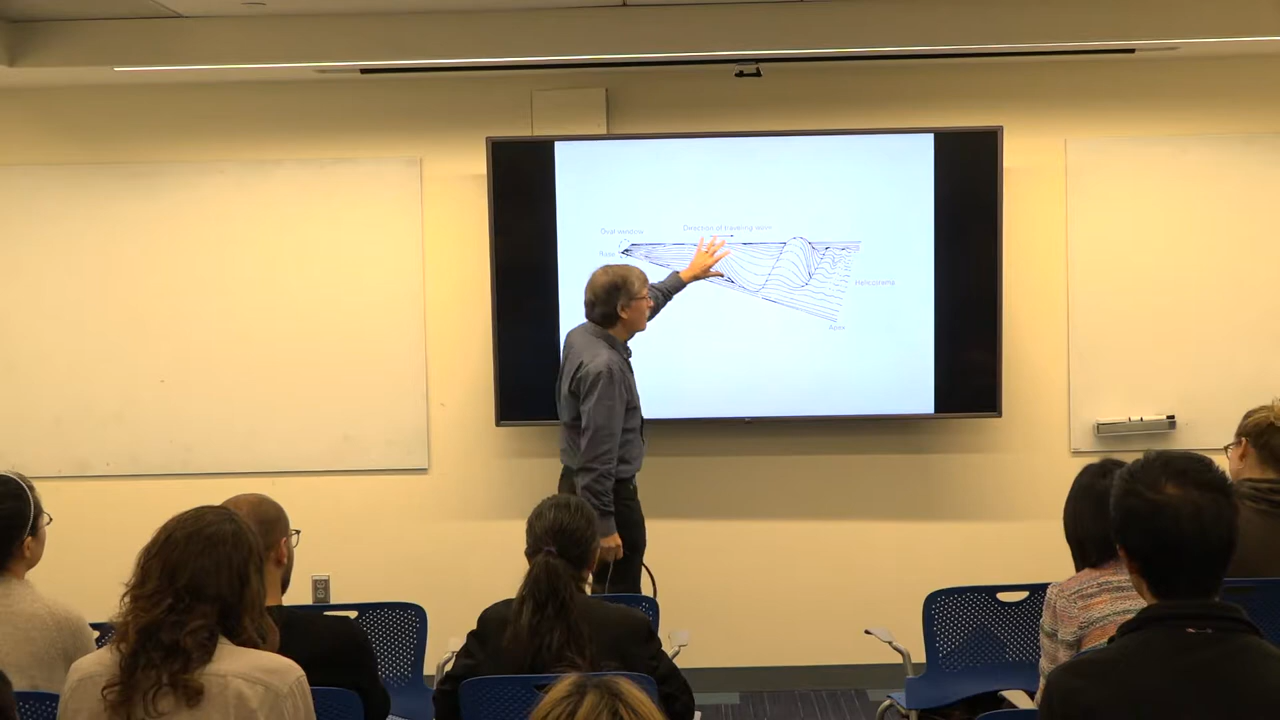 Oval window
Direction of traveling wave
Base
Helicotrema
Apex